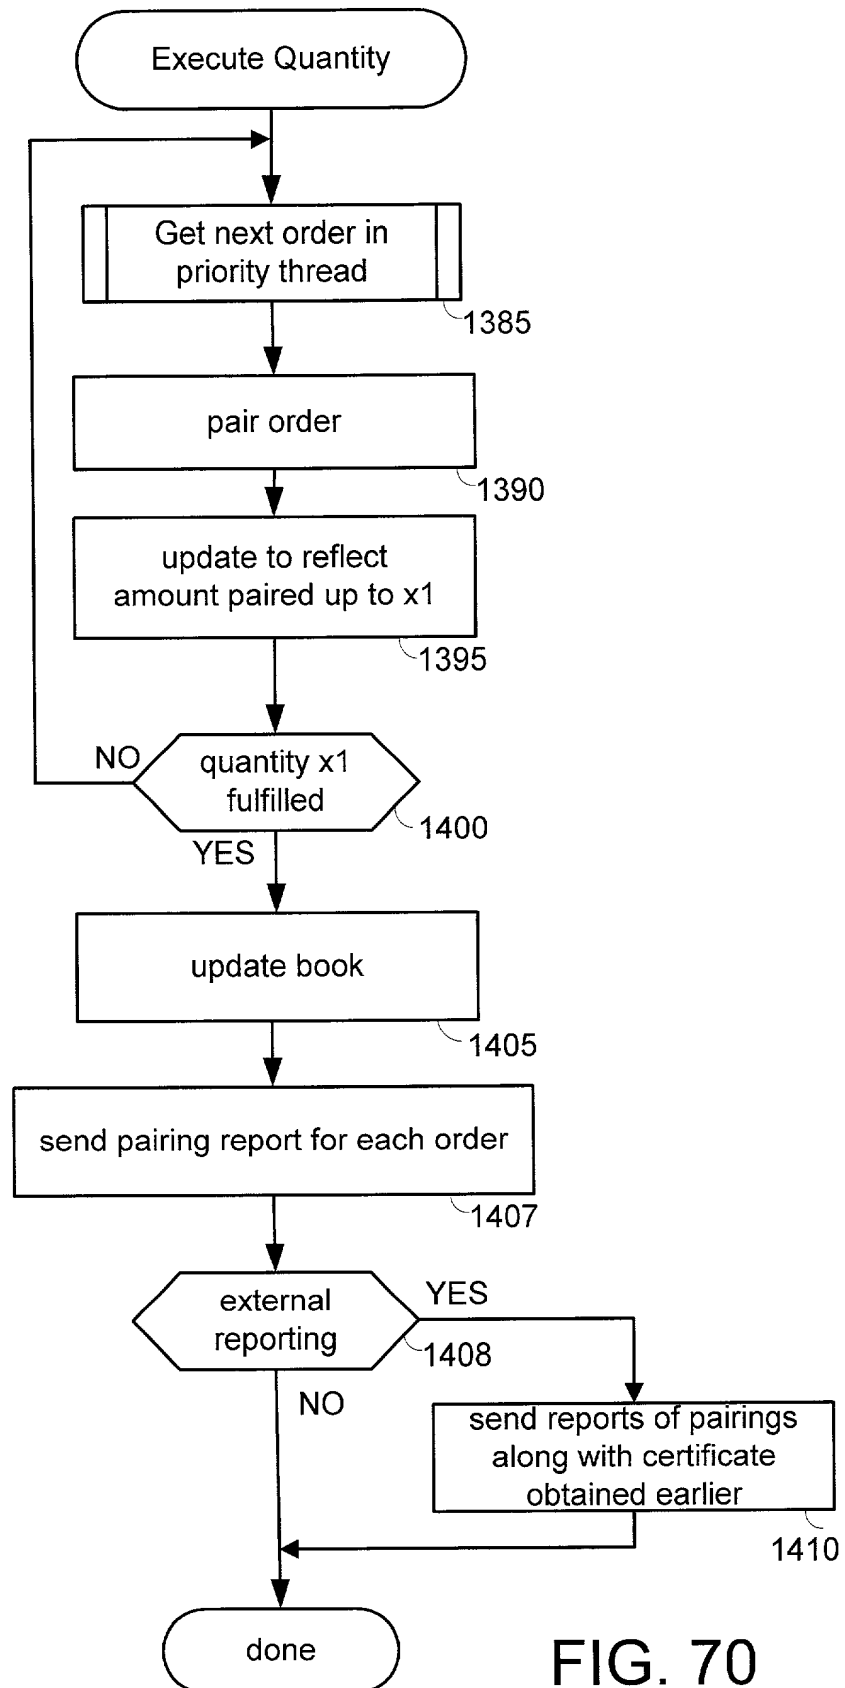 Execute Quantity
Get next order in
priority thread
1385
pair order
1390
update to reflect
amount paired up to x1
1395
NO
quantity x1
fulfilled
1400
YES
update book
1405
send pairing report for each order
1407
external
reporting
YES
1408
NO
send reports of pairings
along with certificate
obtained earlier
1410
done
FIG. 70